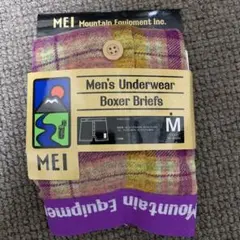 MEI Mountain Equipment Inc.
Men's Underwear
Boxer Briefs
M
MEI
Mountain Equipme